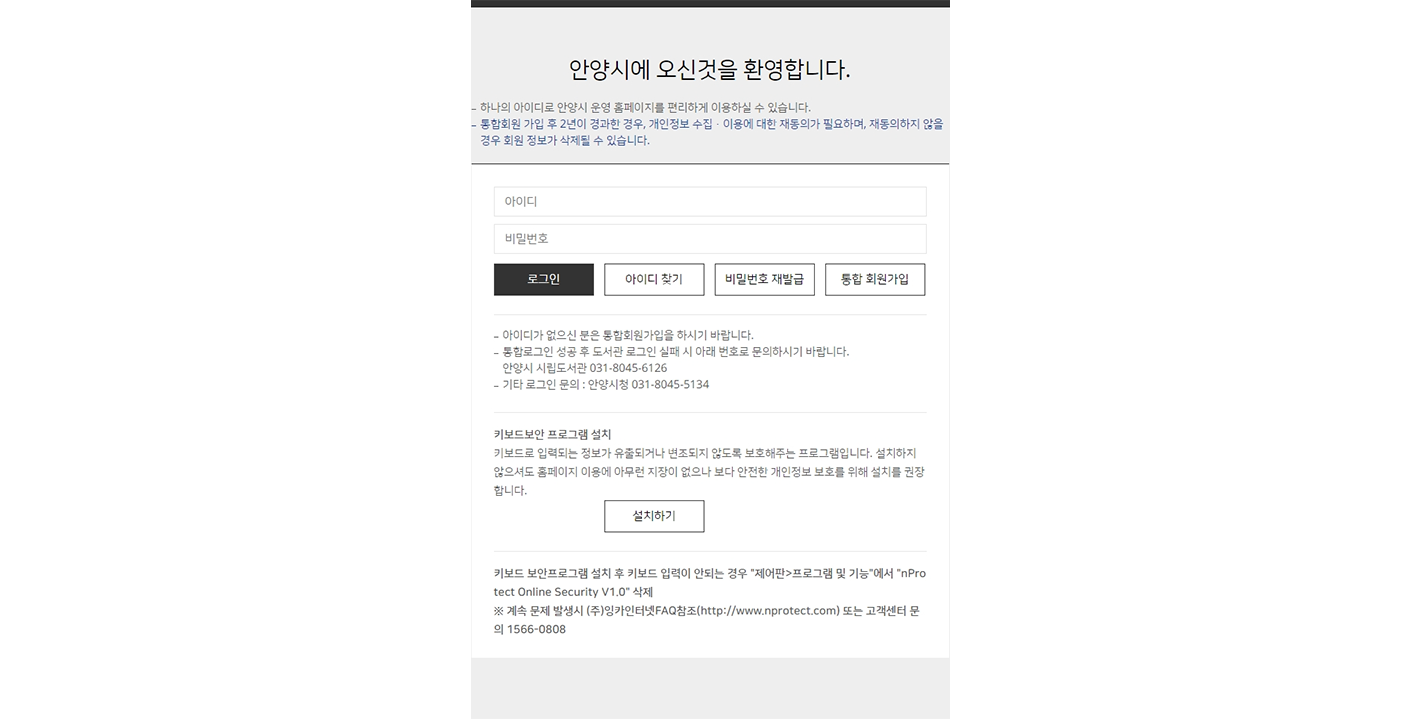 안양시에 오신것을 환영합니다.
- 하나의 아이디로 안양시 운영 홈페이지를 편리하게 이용하실 수 있습니다.
- 통합회원 가입 후 2년이 경과한 경우, 개인정보 수집 · 이용에 대한 재동의가 필요하며, 재동의하지 않을
경우 회원 정보가 삭제될 수 있습니다.
아이디
비밀번호
로그인 아이디 찾기 비밀번호 재발급 통합 회원가입
- 아이디가 없으신 분은 통합회원가입을 하시기 바랍니다.
- 통합로그인 성공 후 도서관 로그인 실패 시 아래 번호로 문의하시기 바랍니다.
안양시 시립도서관 031-8045-6126
- 기타 로그인 문의 : 안양시청 031-8045-5134
키보드보안 프로그램 설치
키보드로 입력되는 정보가 유출되거나 변조되지 않도록 보호해주는 프로그램입니다. 설치하지
않으셔도 홈페이지 이용에 아무런 지장이 없으나 보다 안전한 개인정보 보호를 위해 설치를 권장
합니다.
설치하기
키보드 보안프로그램 설치 후 키보드 입력이 안되는 경우 "제어판>프로그램 및 기능"에서 "nPro
tect Online Security V1.0" 삭제
※ 계속 문제 발생시 (주)잉카인터넷FAQ참조(http://www.nprotect.com) 또는 고객센터 문
의 1566-0808